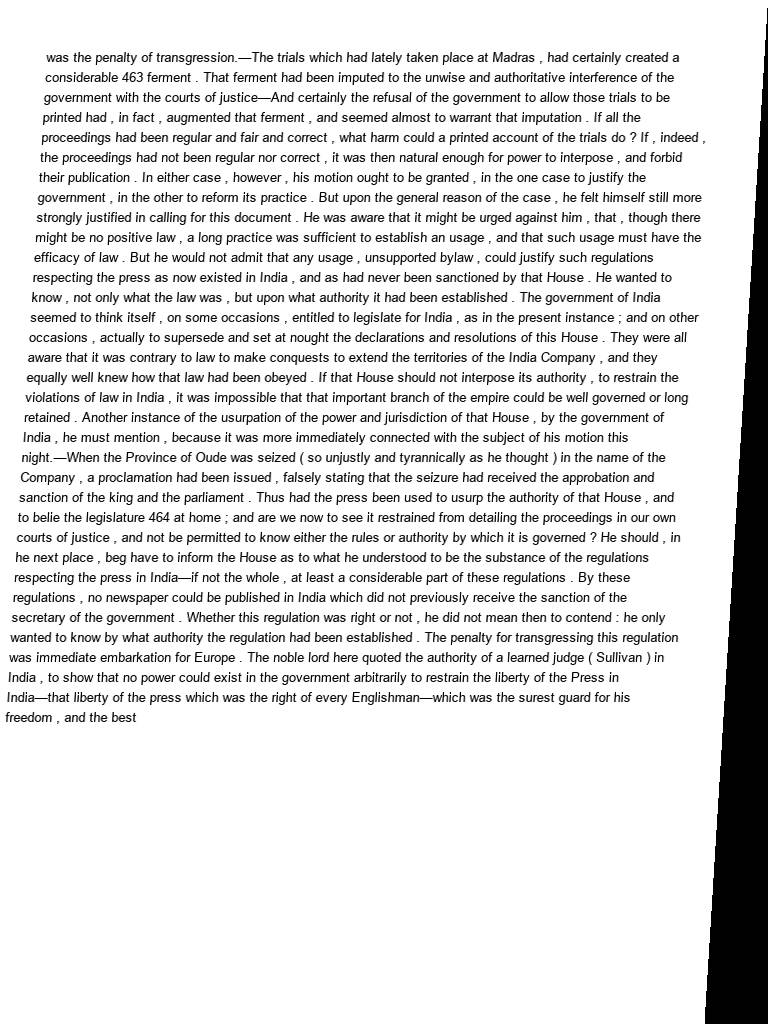 was the penalty of transgression.—The trials which had lately taken place at Madras , had certainly created a
considerable 463 ferment . That ferment had been imputed to the unwise and authoritative interference of the
government with the courts of justice—And certainly the refusal of the government to allow those trials to be
printed had , in fact , augmented that ferment , and seemed almost to warrant that imputation . If all the
proceedings had been regular and fair and correct , what harm could a printed account of the trials do ? If , indeed ,
the proceedings had not been regular nor correct , it was then natural enough for power to interpose , and forbid
their publication . In either case , however , his motion ought to be granted , in the one case to justify the
government , in the other to reform its practice . But upon the general reason of the case , he felt himself still more
strongly justified in calling for this document . He was aware that it might be urged against him , that , though there
might be no positive law , a long practice was sufficient to establish an usage , and that such usage must have the
efficacy of law . But he would not admit that any usage , unsupported bylaw , could justify such regulations
respecting the press as now existed in India , and as had never been sanctioned by that House . He wanted to
know , not only what the law was , but upon what authority it had been established . The government of India
seemed to think itself , on some occasions , entitled to legislate for India , as in the present instance ; and on other
occasions , actually to supersede and set at nought the declarations and resolutions of this House . They were all
aware that it was contrary to law to make conquests to extend the territories of the India Company , and they
equally well knew how that law had been obeyed . If that House should not interpose its authority , to restrain the
violations of law in India , it was impossible that that important branch of the empire could be well governed or long
retained . Another instance of the usurpation of the power and jurisdiction of that House , by the government of
India , he must mention , because it was more immediately connected with the subject of his motion this
night.—When the Province of Oude was seized ( so unjustly and tyrannically as he thought ) in the name of the
Company , a proclamation had been issued , falsely stating that the seizure had received the approbation and
sanction of the king and the parliament . Thus had the press been used to usurp the authority of that House , and
to belie the legislature 464 at home ; and are we now to see it restrained from detailing the proceedings in our own
courts of justice , and not be permitted to know either the rules or authority by which it is governed ? He should , in
he next place , beg have to inform the House as to what he understood to be the substance of the regulations
respecting the press in India—if not the whole , at least a considerable part of these regulations . By these
regulations , no newspaper could be published in India which did not previously receive the sanction of the
secretary of the government . Whether this regulation was right or not , he did not mean then to contend : he only
wanted to know by what authority the regulation had been established . The penalty for transgressing this regulation
was immediate embarkation for Europe . The noble lord here quoted the authority of a learned judge ( Sullivan ) in
India , to show that no power could exist in the government arbitrarily to restrain the liberty of the Press in
India—that liberty of the press which was the right of every Englishman—which was the surest guard for his
freedom , and the best